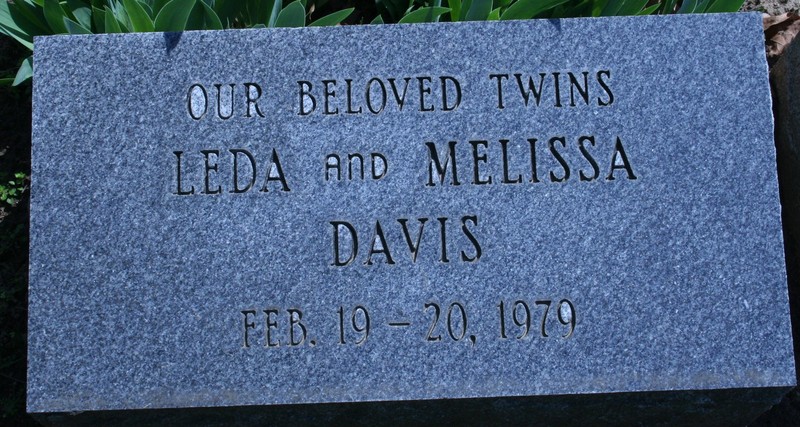 OUR BELOVED TWINS
LEDA AND MELISSA
DAVIS
FEB. 19 - 20, 1979